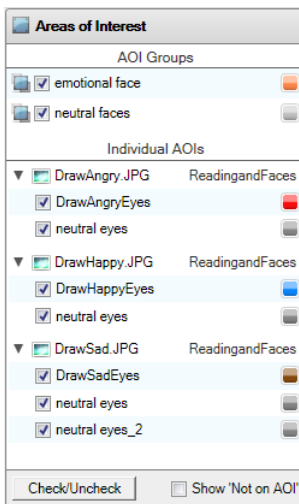 Areas of Interest
AOI Groups
emotional face
neutral faces
Individual AOIs
DrawAngry.JPG ReadingandFaces
DrawAngryEyes
neutral eyes
DrawHappy.JPG ReadingandFaces
DrawHappyEyes
neutral eyes
DrawSad.JPG ReadingandFaces
DrawSadEyes
neutral eyes
neutral eyes_2
Check/Uncheck Show 'Not on AOI'